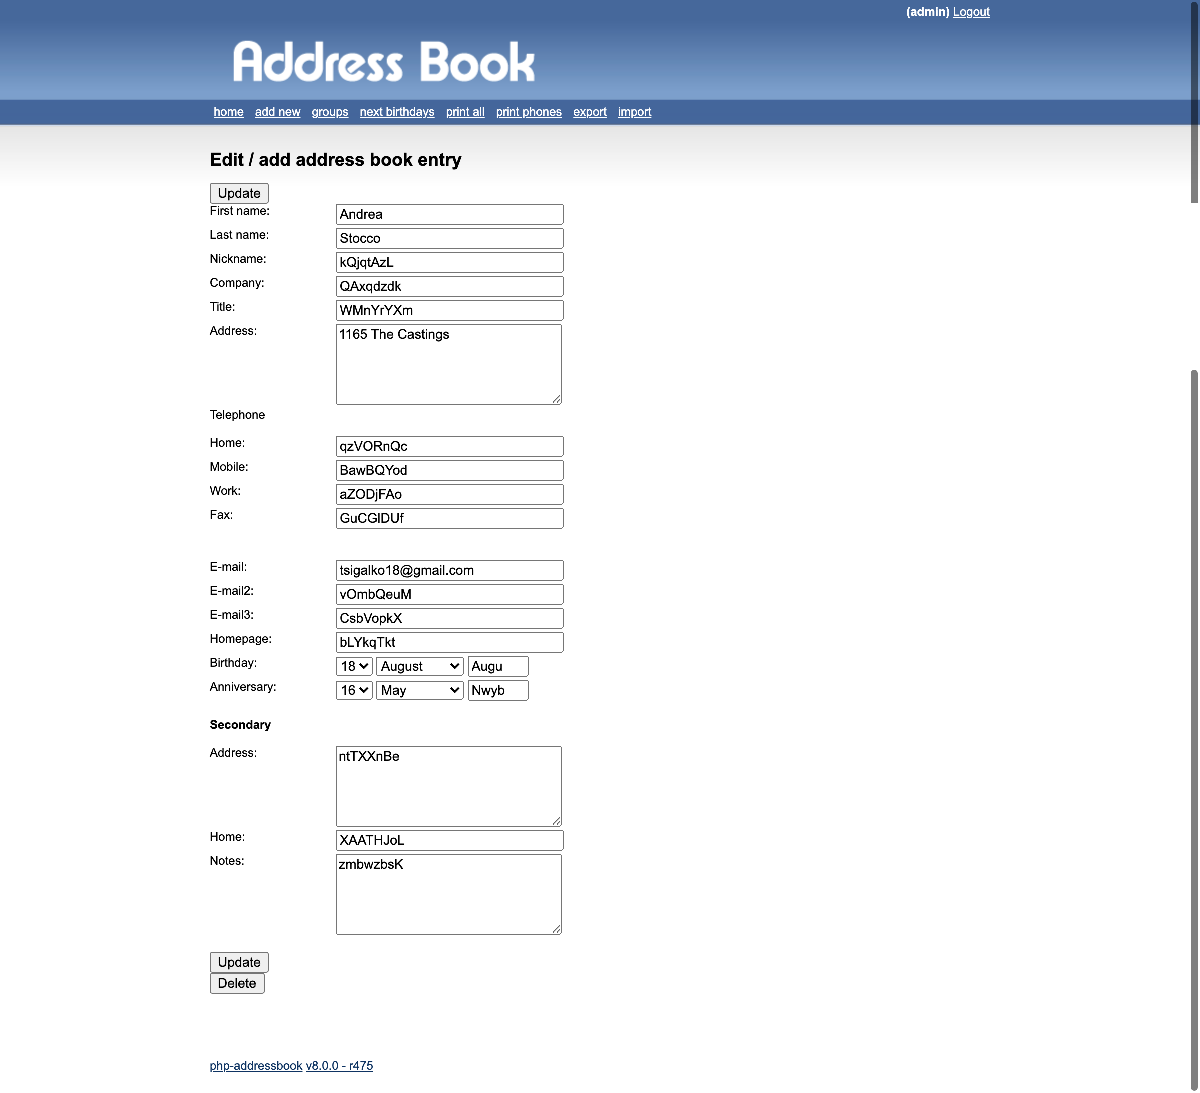 (admin) Logout
Address Book
home add new groups next birthdays print all print phones export import
Edit / add address book entry
Update
First name: Andrea
Last name: Stocco
Nickname: kQjqtAzL
Company: QAxqdzdk
Title: WMnYrYXm
Address: 1165 The Castings
Telephone
Home: qzVORnQc
Mobile: BawBQYod
Work: aZODjFAo
Fax: GuCGlDUf
E-mail: tsigalko18@gmail.com
E-mail2: vOmbQeuM
E-mail3: CsbVopkX
Homepage: bLYkqTkt
Birthday: 18 August Augu
Anniversary: 16 May Nwyb
Secondary
Address: ntTXXnBe
Home: XAATHJoL
Notes: zmbwzbsK
Update
Delete
php-addressbook v8.0.0 - r475